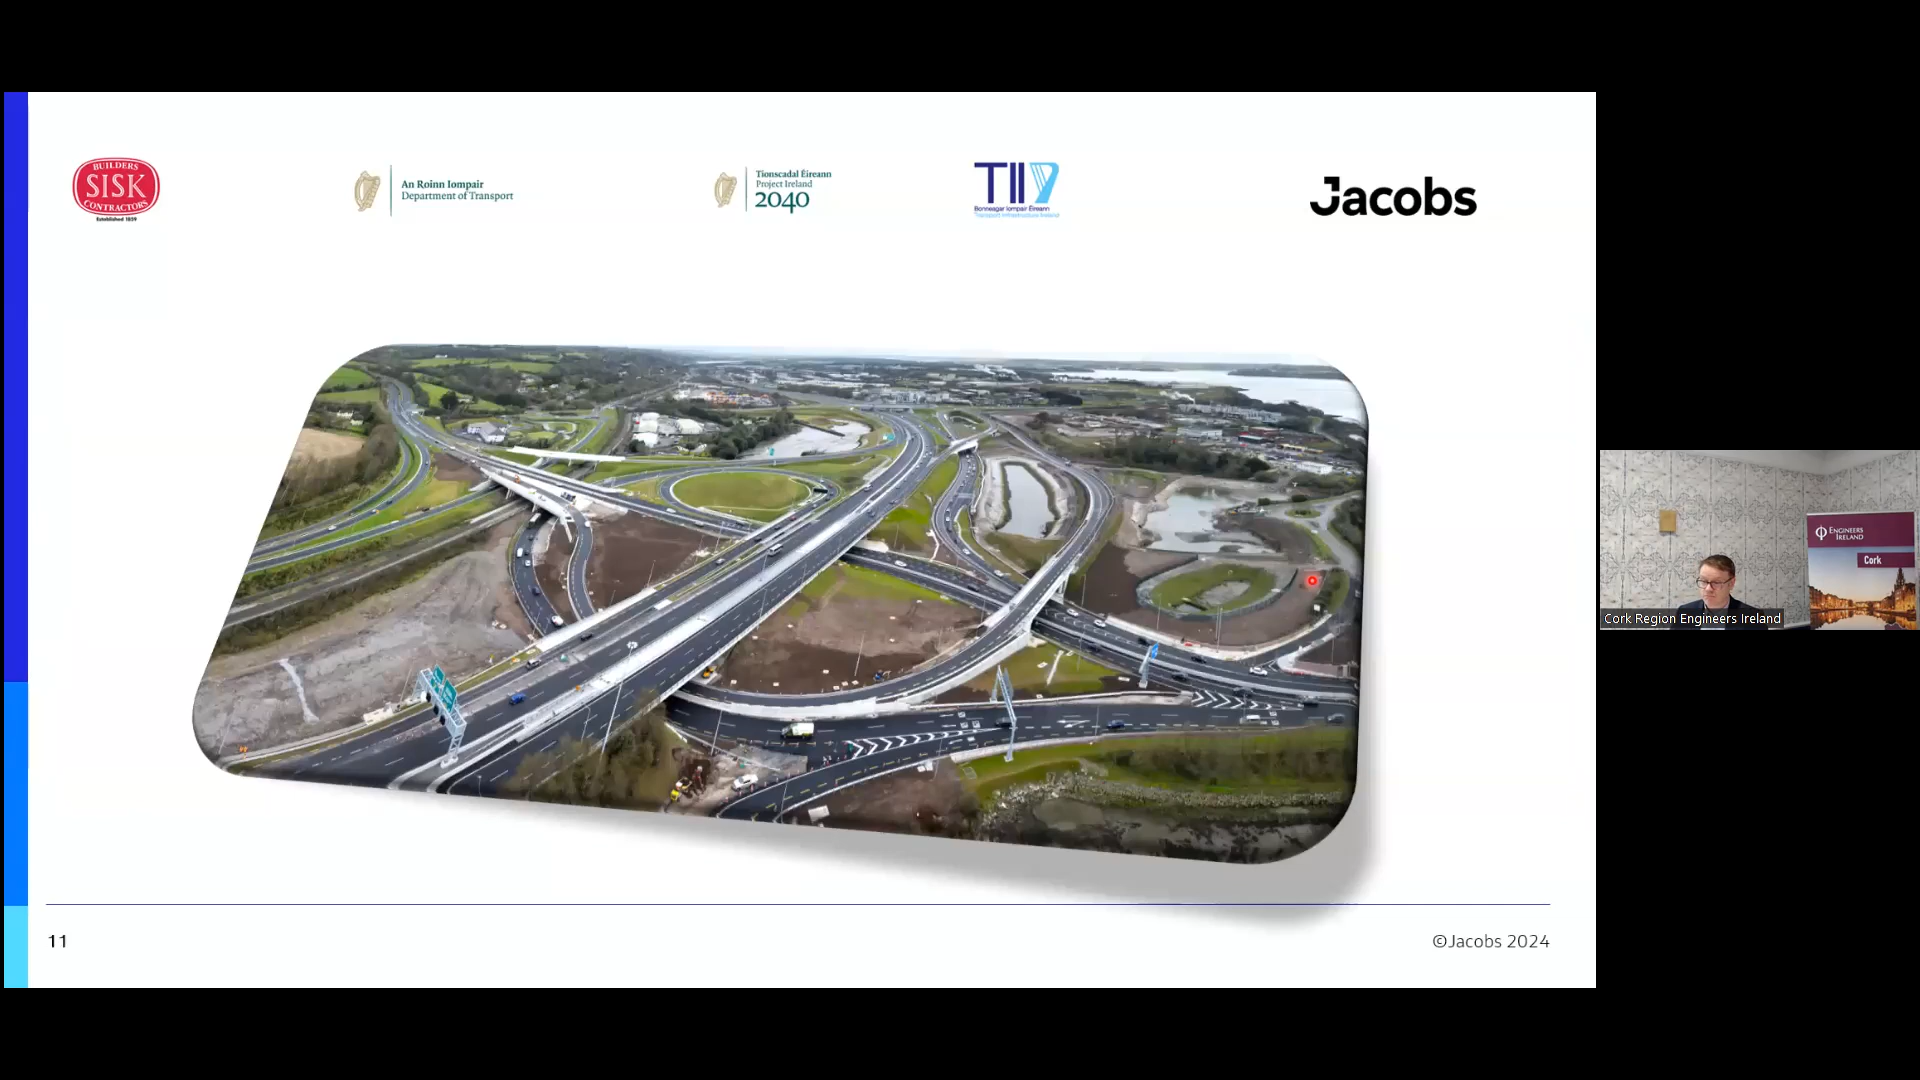 BUILDERS
SISK
CONTRACTORS
Established 1859
An Roinn Iompair
Department of Transport
Tionscadal Éireann
Project Ireland
2040
TII
Bonneagar Iompair Éireann
Transport Infrastructure Ireland
Jacobs
ENGINEERS
IRELAND
Cork
Cork Region Engineers Ireland
11
©Jacobs 2024